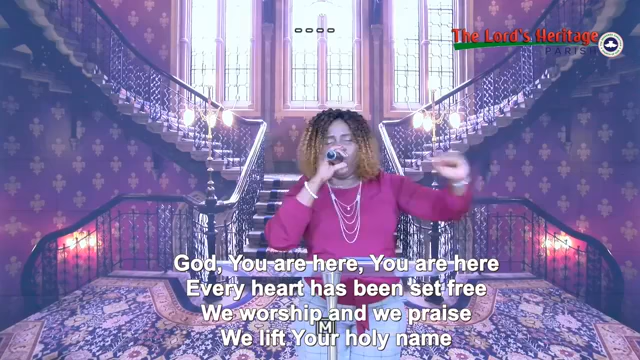 The Lord's Heritage
PARISH
God, You are here, You are here
Every heart has been set free
We worship and we praise
We lift Your holy name
M